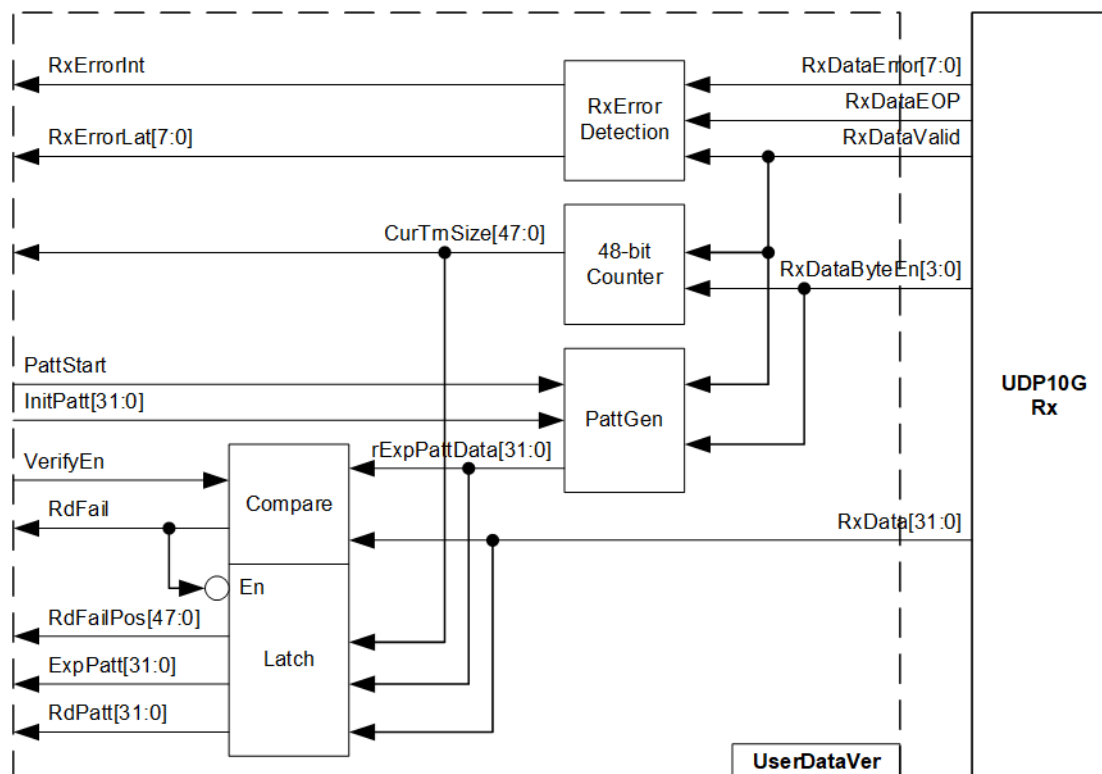 RxErrorInt
RxDataError[7:0]
RxError
Detection
RxDataEOP
RxErrorLat[7:0]
RxDataValid
CurTrnSize[47:0]
48-bit
Counter
RxDataByteEn[3:0]
PattStart
InitPatt[31:0]
PattGen
UDP10G
Rx
VerifyEn
rExpPattData[31:0]
Compare
RdFail
RxData[31:0]
En
RdFailPos[47:0]
Latch
ExpPatt[31:0]
RdPatt[31:0]
UserDataVer